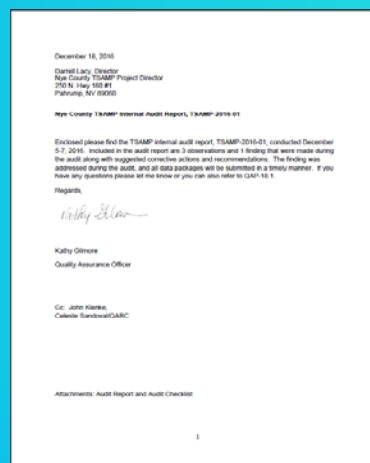 December 18, 2016
Darrell Lacy, Director
Nye County TSAMP Project Director
250 N. Hwy 160 #1
Pahrump, NV 89060
Nye County TSAMP Internal Audit Report, TSAMP-2016-01
Enclosed please find the TSAMP internal audit report, TSAMP-2016-01, conducted December
5-7, 2016. Included in the audit report are 3 observations and 1 finding that were made during
the audit along with suggested corrective actions and recommendations. The finding was
addressed during the audit, and all data packages will be submitted in a timely manner. If you
have any questions please let me know or you can also refer to QAP-18.1.
Regards,
Kathy Gilmore
Kathy Gilmore
Quality Assurance Officer
Cc: John Klenke,
Celeste Sandoval/QARC
Attachments: Audit Report and Audit Checklist
1